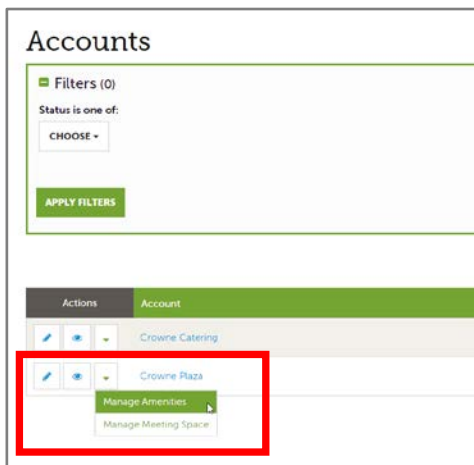 Accounts
Filters (0)
Status is one of:
CHOOSE
APPLY FILTERS
Actions Account
Crowne Catering
Crowne Plaza
Manage Amenities
Manage Meeting Space